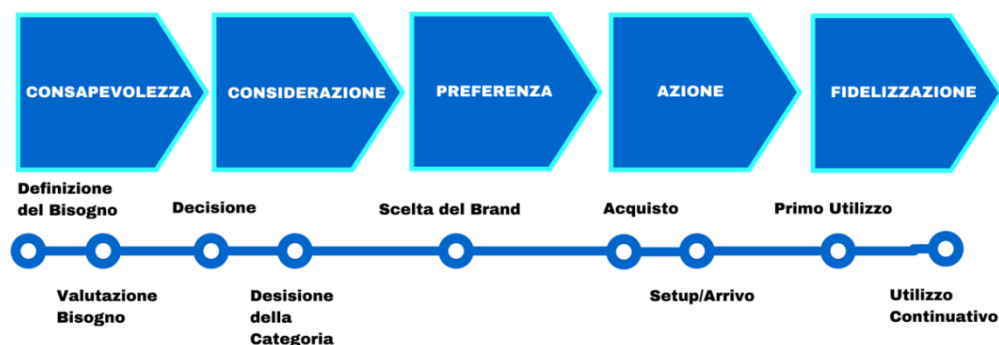 CONSAPEVOLEZZA
CONSIDERAZIONE
PREFERENZA
AZIONE
FIDELIZZAZIONE
Definizione
del Bisogno
Decisione
Scelta del Brand
Acquisto
Primo Utilizzo
Valutazione
Bisogno
Desisione
della
Categoria
Setup/Arrivo
Utilizzo
Continuativo